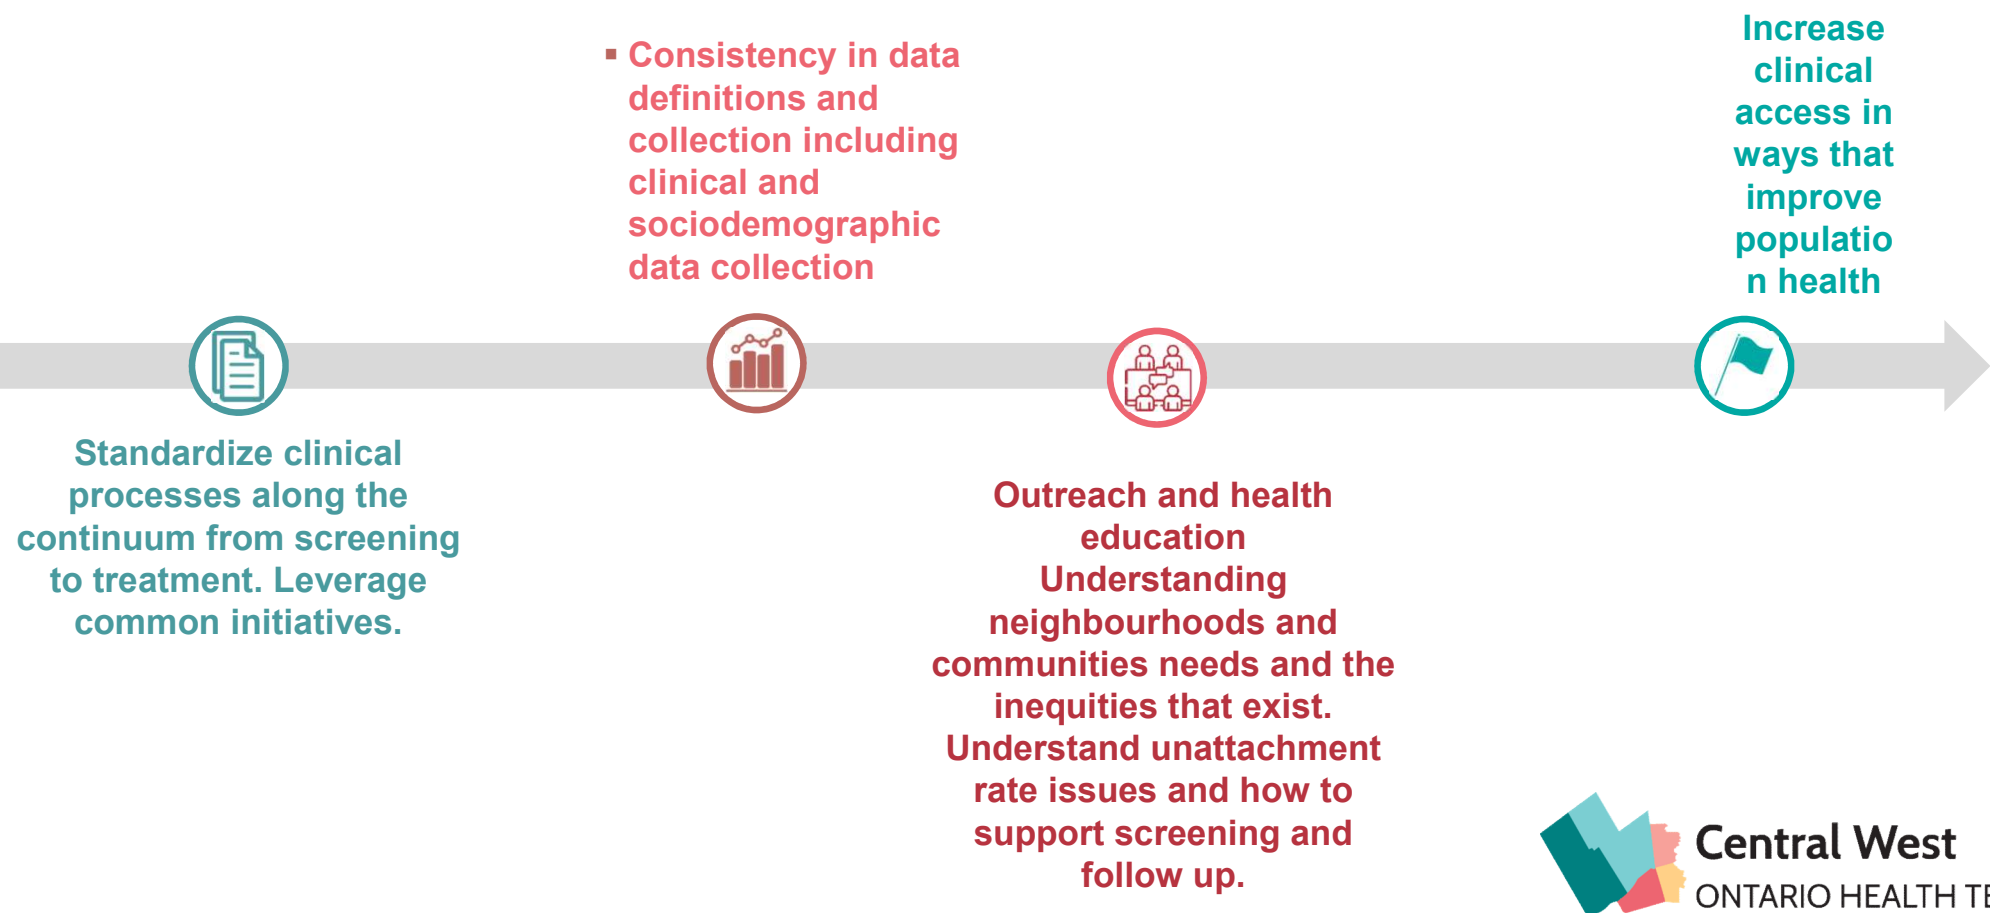 Standardize clinical
processes along the
continuum from screening
to treatment. Leverage
common initiatives.
▪ Consistency in data
definitions and
collection including
clinical and
sociodemographic
data collection
Outreach and health
education
Understanding
neighbourhoods and
communities needs and the
inequities that exist.
Understand unattachment
rate issues and how to
support screening and
follow up.
Increase
clinical
access in
ways that
improve
populatio
n health
Central West
ONTARIO HEALTH